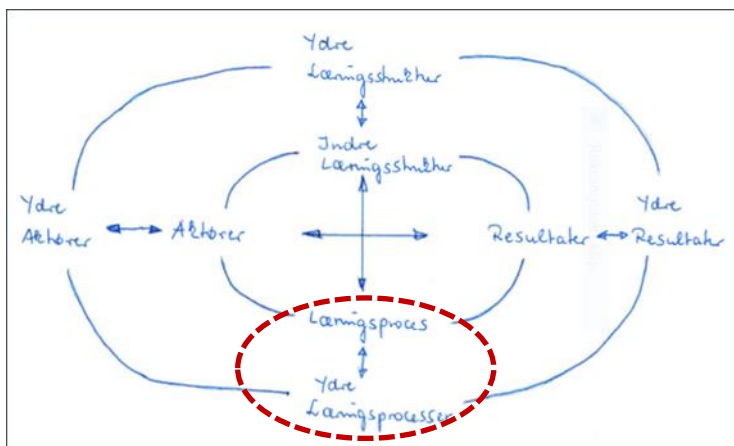 Ydre
Læringsstruktur
Indre
Læringsstruktur
Ydre
Aktører
Aktører
Resultater
Ydre
Resultater
Læringsproces
Ydre
Læringsprocesser